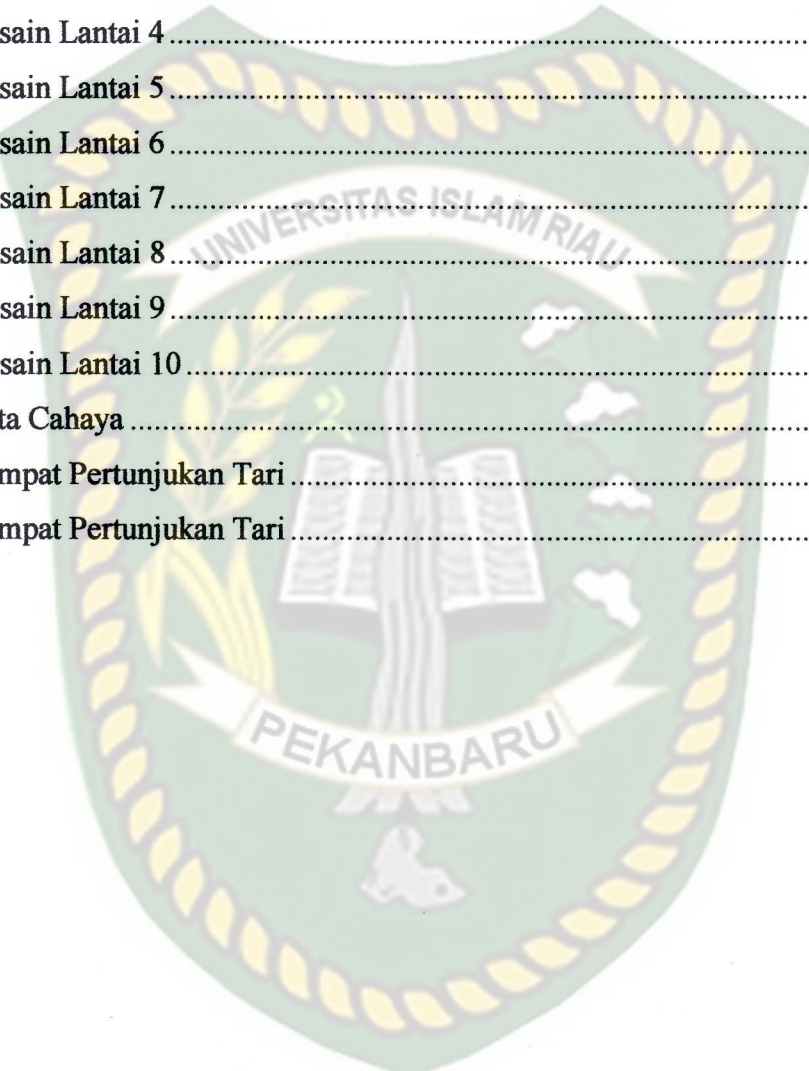 sain Lantai 4........................................................................
sain Lantai 5........................................................................
sain Lantai 6........................................................................
sain Lantai 7........................................................................
sain Lantai 8........................................................................
sain Lantai 9........................................................................
sain Lantai 10......................................................................
ta Cahaya ............................................................................
mpat Pertunjukan Tari..........................................................
mpat Pertunjukan Tari..........................................................
UNIVERSITAS ISLAM RIAU
PEKANBARU